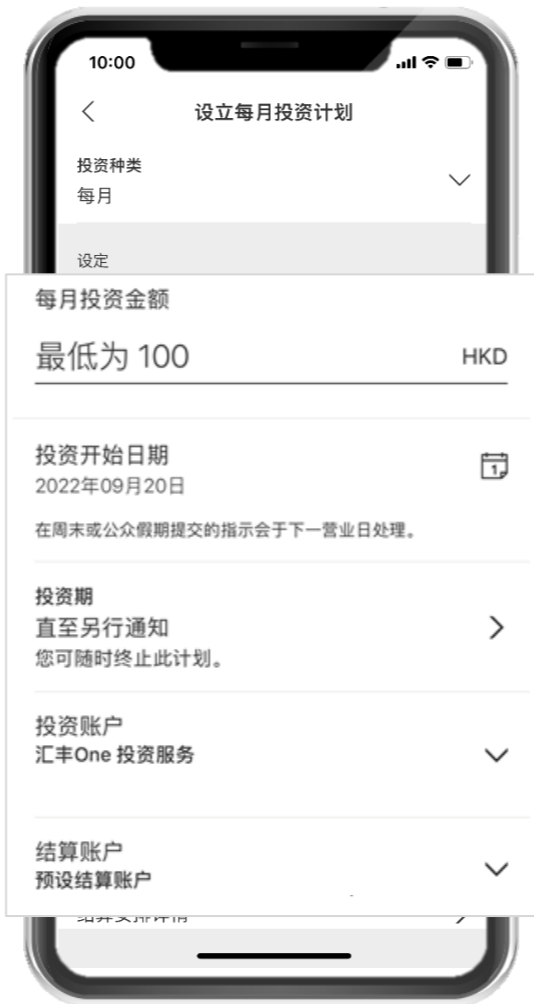 10:00
设立每月投资计划
投资种类
每月
设定
每月投资金额
最低为 100 HKD
投资开始日期
2022年09月20日
1
在周末或公众假期提交的指示会于下一营业日处理。
投资期
直至另行通知
您可随时终止此计划。
投资账户
汇丰One 投资服务
结算账户
预设结算账户